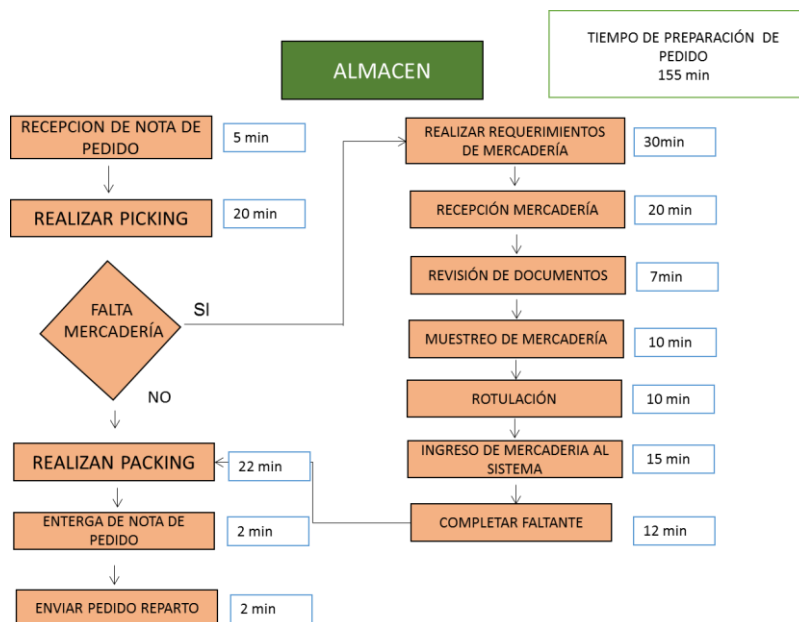 ALMACEN
TIEMPO DE PREPARACIÓN DE
PEDIDO
155 min
RECEPCION DE NOTA DE
PEDIDO
5 min
REALIZAR PICKING
20 min
FALTA
MERCADERÍA
SI
NO
REALIZAN PACKING
22 min
ENTERGA DE NOTA DE
PEDIDO
2 min
ENVIAR PEDIDO REPARTO
2 min
REALIZAR REQUERIMIENTOS
DE MERCADERÍA
30min
RECEPCIÓN MERCADERÍA
20 min
REVISIÓN DE DOCUMENTOS
7min
MUESTREO DE MERCADERÍA
10 min
ROTULACIÓN
10 min
INGRESO DE MERCADERIA AL
SISTEMA
15 min
COMPLETAR FALTANTE
12 min